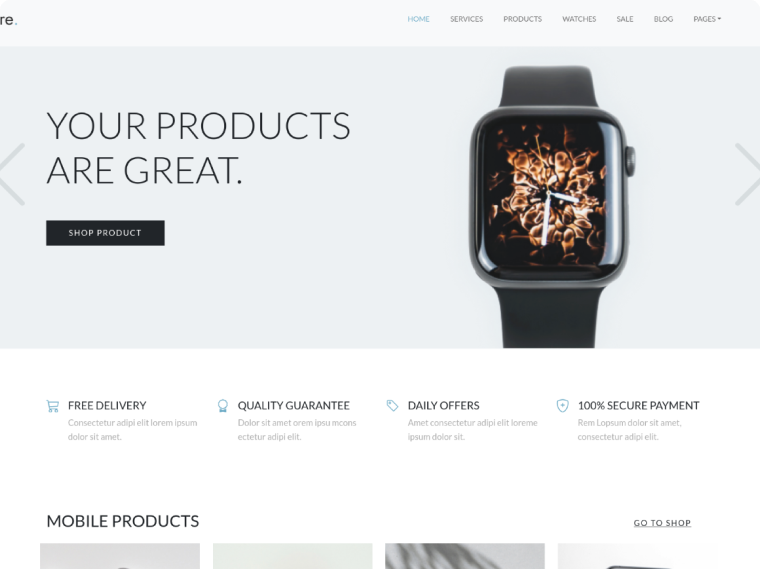 re.
HOME SERVICES PRODUCTS WATCHES SALE BLOG PAGES
YOUR PRODUCTS
ARE GREAT.
SHOP PRODUCT
FREE DELIVERY
Consectetur adipi elit lorem ipsum
dolor sit amet.
QUALITY GUARANTEE
Dolor sit amet orem ipsu mcons
ectetur adipi elit.
DAILY OFFERS
Amet consectetur adipi elit loreme
ipsum dolor sit.
100% SECURE PAYMENT
Rem Lopsum dolor sit amet,
consectetur adipi elit.
MOBILE PRODUCTS
GO TO SHOP